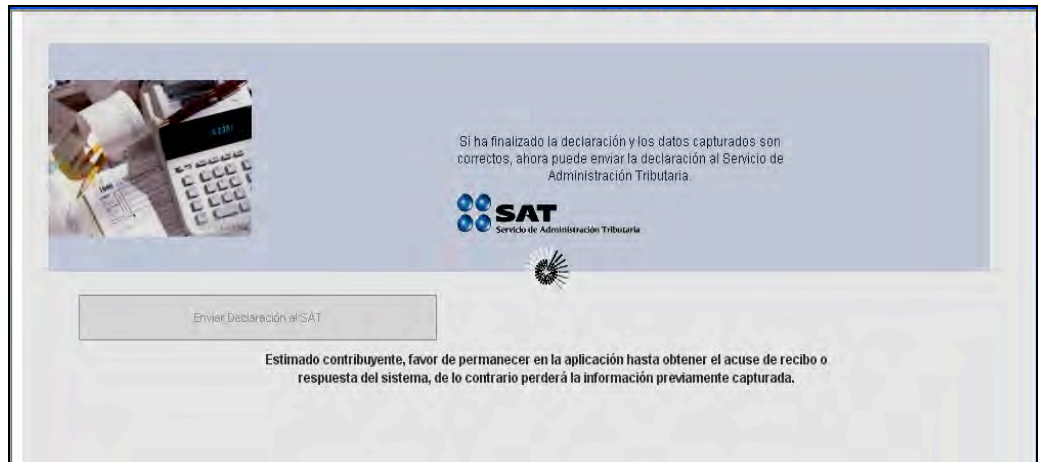 Si ha finalizado la declaración y los datos capturados son
correctos, ahora puede enviar la declaración al Servicio de
Administración Tributaria.
SAT
Servicio de Administración Tributaria
Enviar Declaración al SAT
Estimado contribuyente, favor de permanecer en la aplicación hasta obtener el acuse de recibo o
respuesta del sistema, de lo contrario perderá la información previamente capturada.